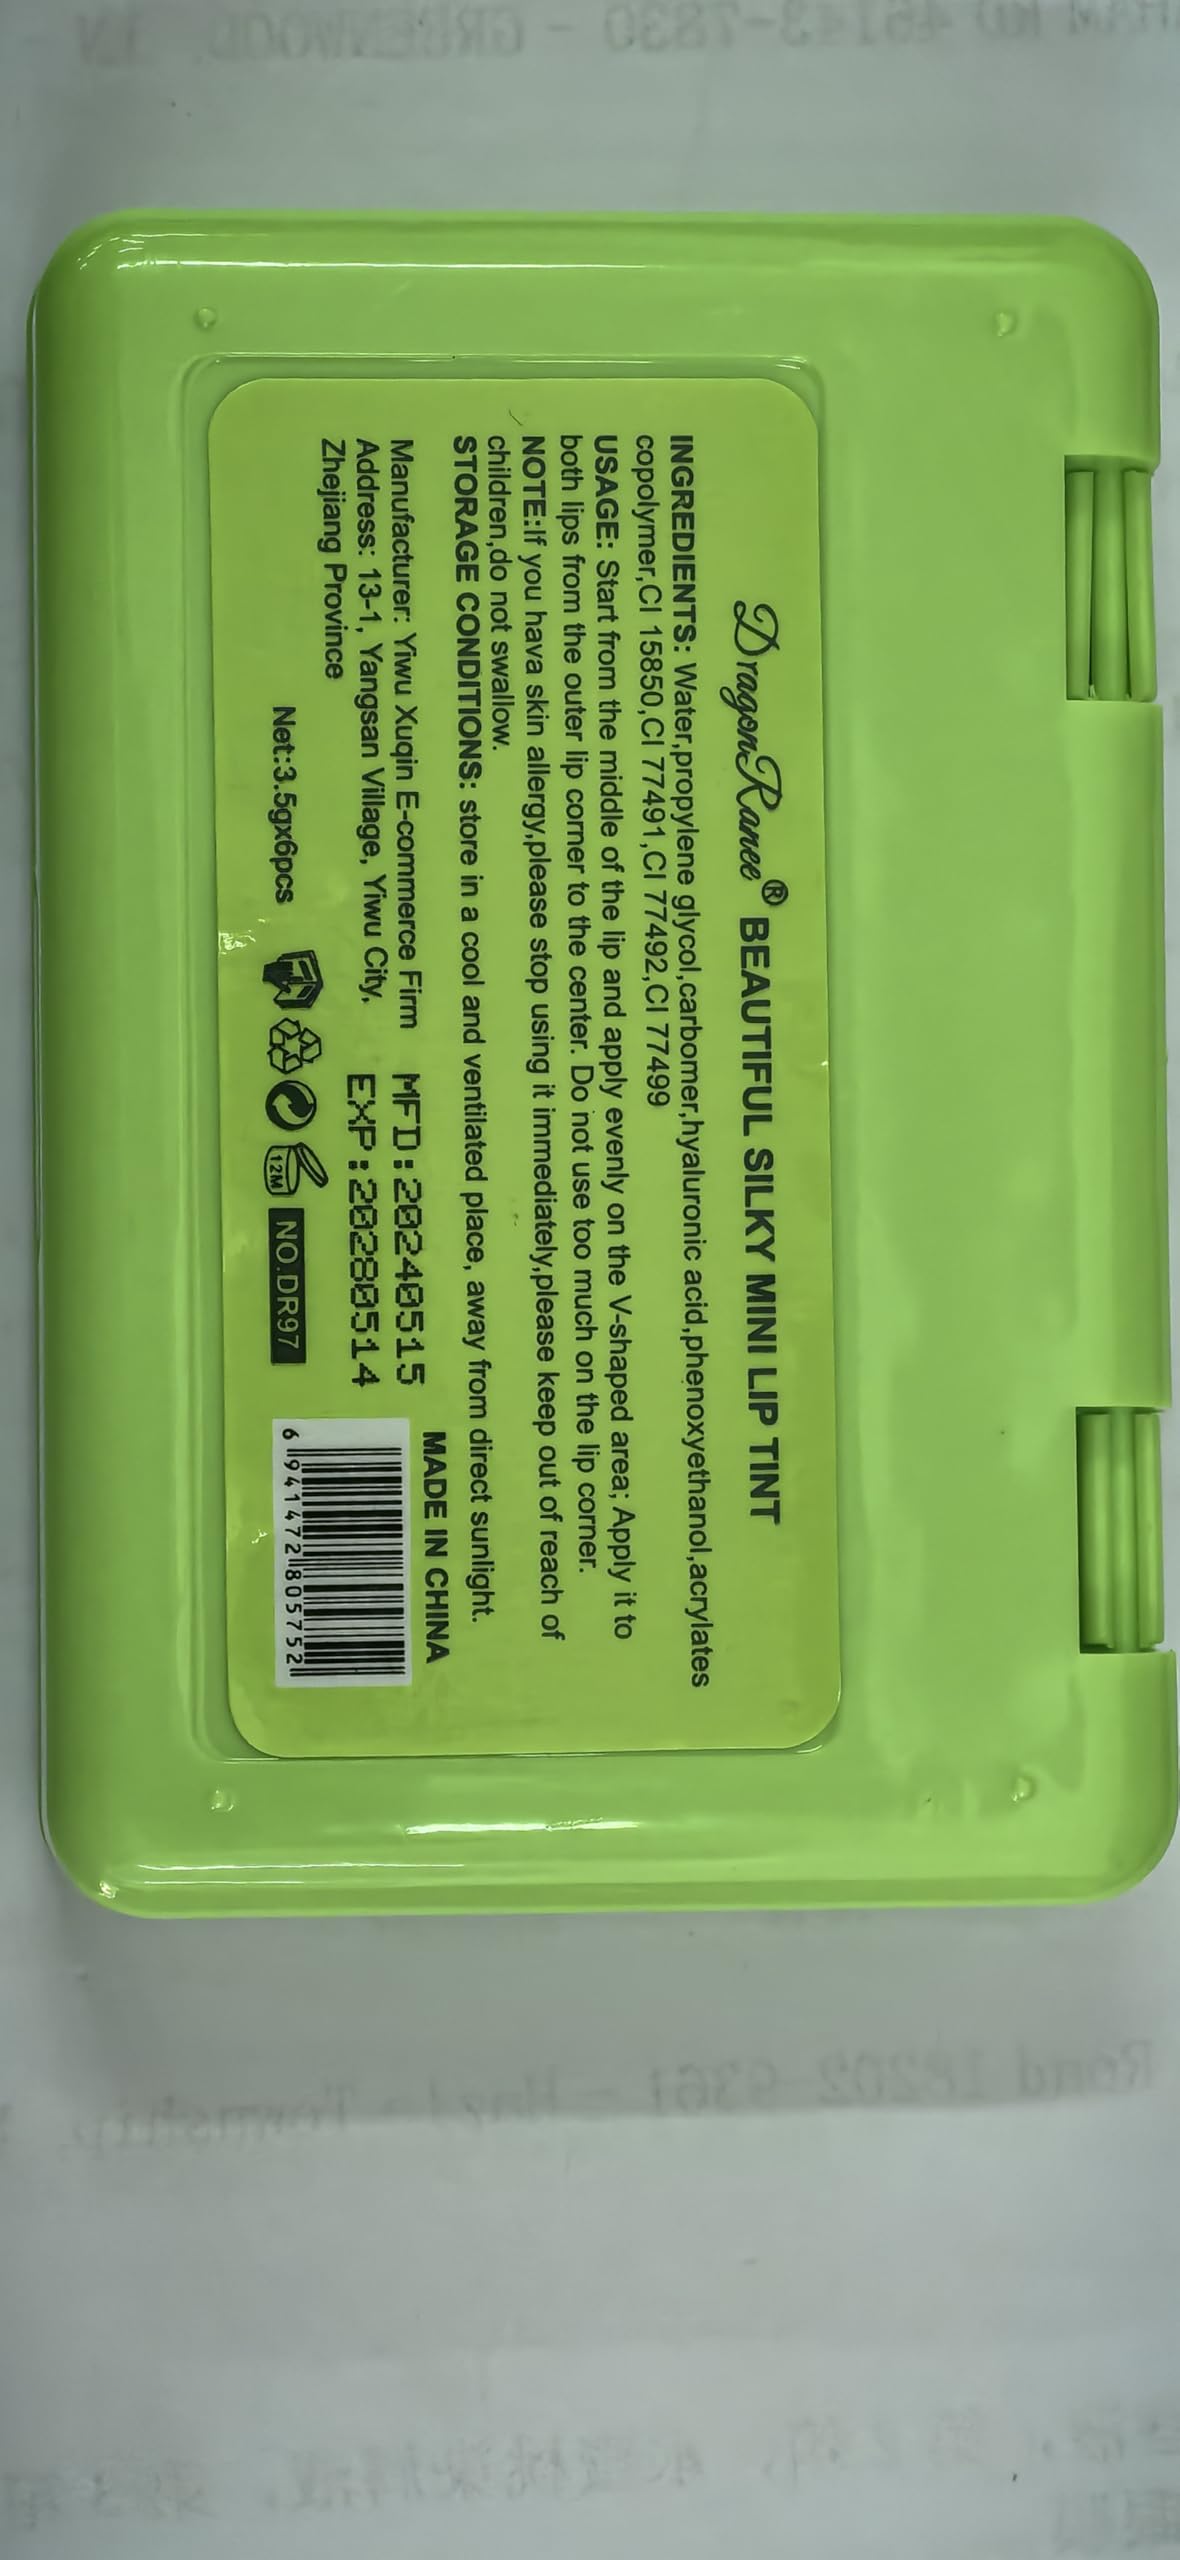 DragonRanee® BEAUTIFUL SILKY MINI LIP TINT
INGREDIENTS: Water,propylene glycol,carbomer,hyaluronic acid,phenoxyethanol,acrylates
copolymer,CI 15850,CI 77491,CI 77492,CI 77499
USAGE: Start from the middle of the lip and apply evenly on the V-shaped area; Apply it to
both lips from the outer lip corner to the center. Do not use too much on the lip corner.
NOTE:If you hava skin allergy,please stop using it immediately,please keep out of reach of
children,do not swallow.
STORAGE CONDITIONS: store in a cool and ventilated place, away from direct sunlight.
Manufacturer: Yiwu Xuqin E-commerce Firm
Address: 13-1, Yangsan Village, Yiwu City,
Zhejiang Province
MFD:20240515
EXP:20280514
MADE IN CHINA
Net:3.5gx6pcs
12M
NO.DR97
6 941472 805752